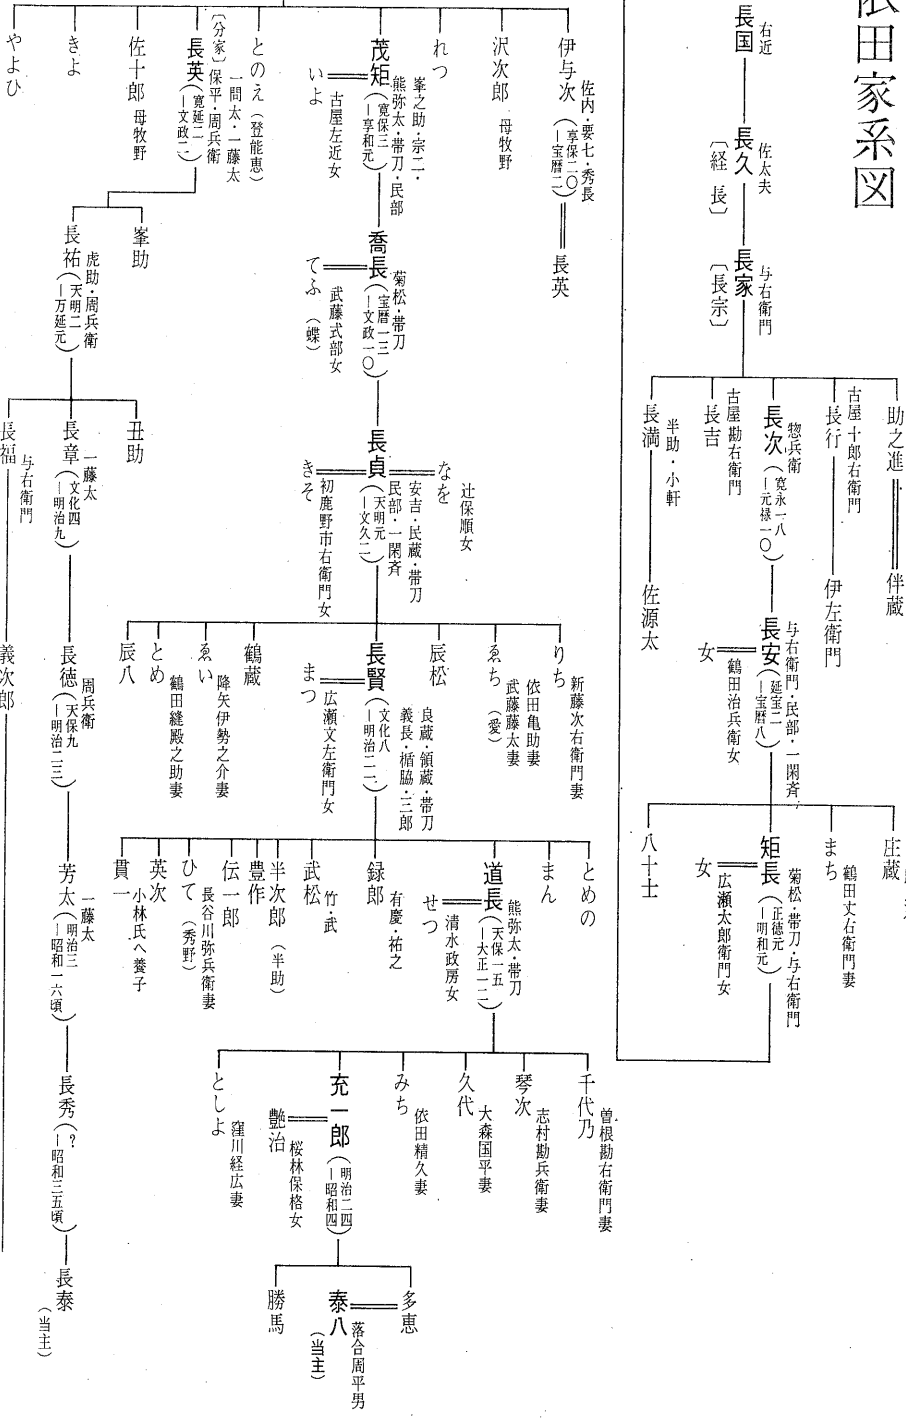 依田家系図
右近
長国
佐太夫
長久
〔経長〕
与右衛門
長家
〔長宗〕
助之進
伴蔵
古屋十郎右衛門
長行
伊左衛門
惣兵衛
長次(寛永一八
―元禄一〇)
古屋勘右衛門
長吉
半助・小軒
長満
佐源太
与右衛門・民部・一閑斉
長安(延宝二
―宝暦八)
鶴田治兵衛女
女
庄蔵
鶴田丈右衛門妻
まち
菊松・帯刀・与右衛門
矩長(正徳元
―明和元)
広瀬太郎衛門女
女
八十士
佐内・要七・秀長
伊与次(享保二〇
―宝暦二)
長英
沢次郎 母牧野
れつ
峯之助・宗二・
熊弥太・帯刀・民部
茂矩(寛保三
―享和元)
古屋左近女
いよ
とのえ(登能恵)
一問太・一藤太
〔分家〕保平・周兵衛
長英(寛延二
―文政二)
佐十郎 母牧野
きよ
やよひ
菊松・帯刀
喬長(宝暦一三
―文政一〇)
武藤式部女
てふ(蝶)
峯助
虎助・周兵衛
長祐(天明二
―万延元)
辻保順女
なを
安吉・民蔵・帯刀
民部・一閑斉
長貞(天明元
―文久二)
初鹿野市右衛門女
きそ
丑助
一藤太
長章(文化四
―明治九)
与右衛門
長福
義次郎
新藤次右衛門妻
りち
依田亀助妻
武藤藤太妻
ゑち(愛)
辰松
良蔵・領蔵・帯刀
義長・楯脇・三郎
長賢(文化八
―明治二一)
広瀬文左衛門女
まつ
鶴蔵
降矢伊勢之介妻
ゑい
鶴田縫殿之助妻
とめ
辰八
周兵衛
長徳(天保九
―明治二三)
とめの
まん
熊弥太・帯刀
道長(天保一五
―大正一二)
清水政房女
せつ
有慶・祐之
録郎
竹・武
武松
半次郎(半助)
豊作
伝一郎
長谷川弥兵衛妻
ひて(秀野)
小林氏へ養子
英次
貫一
一藤太
芳太(明治三
―昭和一六頃)
曽根勘右衛門妻
千代乃
志村勘兵衛妻
琴次
大森国平妻
久代
依田精久妻
みち
充一郎(明治二四
―昭和四)
桜林保格女
艶治
窪川経広妻
としよ
長秀(?
―昭和三五頃)
多恵
落合周平男
泰八
(当主)
勝馬
長泰
(当主)